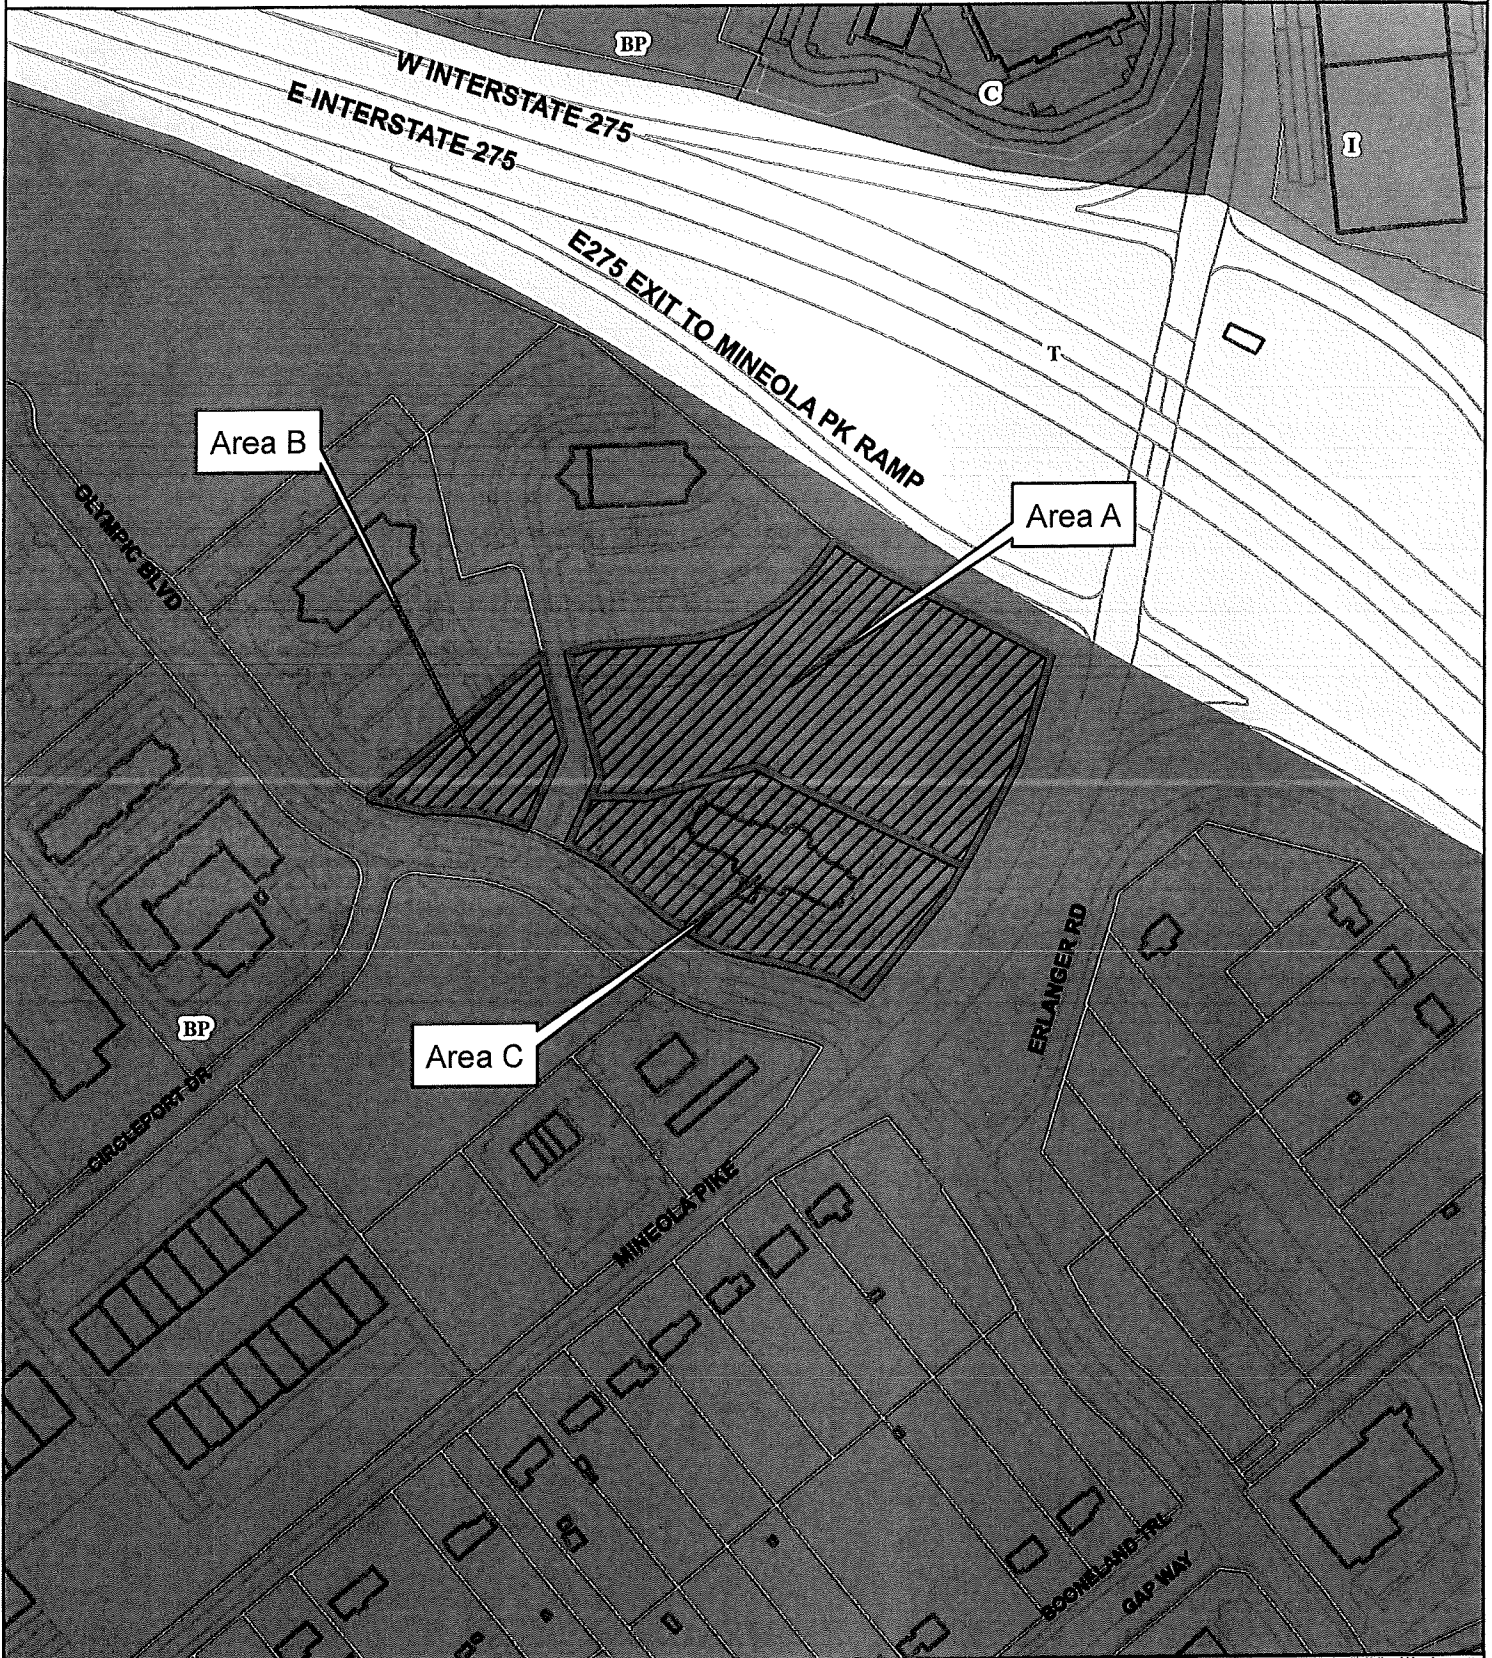 BP
W INTERSTATE 275
C
E INTERSTATE 275
I
E275 EXIT TO MINEOLA PK RAMP
T
Area B
Area A
OLYMPIC BLVD
ERLANGER RD
BP
Area C
CIRCLEPORT DR
MINEOLA PIKE
BOONELAND TRL
GAP WAY